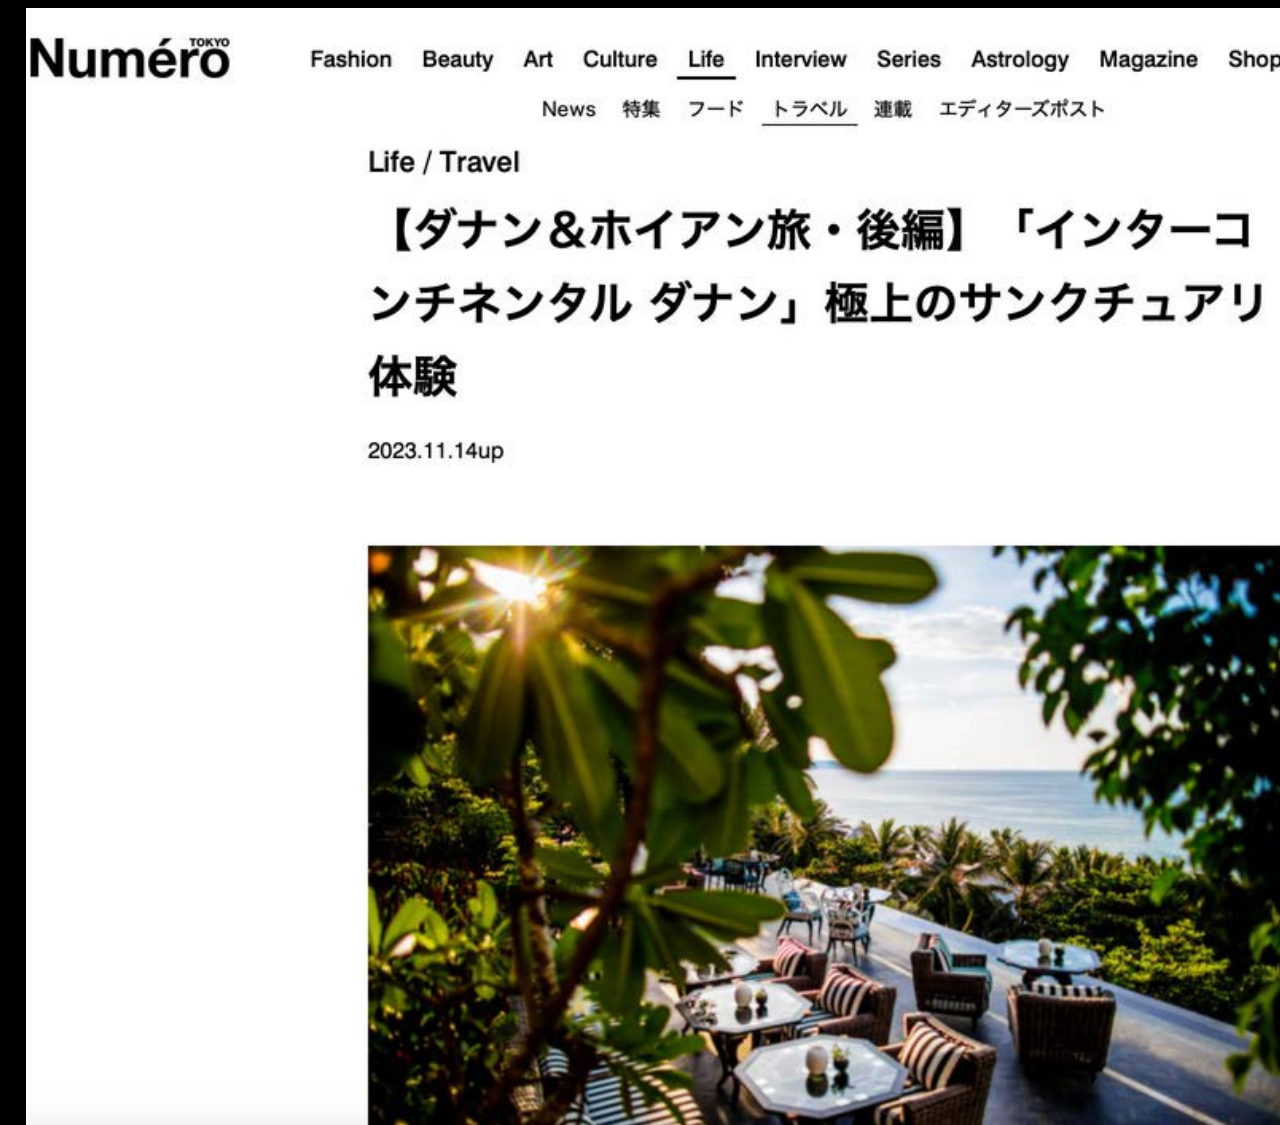 Numéro TOKYO
Fashion Beauty Art Culture Life Interview Series Astrology Magazine Shop
News 特集 フード トラベル 連載 エディターズポスト
Life / Travel
【ダナン&ホイアン旅・後編】「インターコ
ンチネンタル ダナン」極上のサンクチュアリ
体験
2023.11.14up